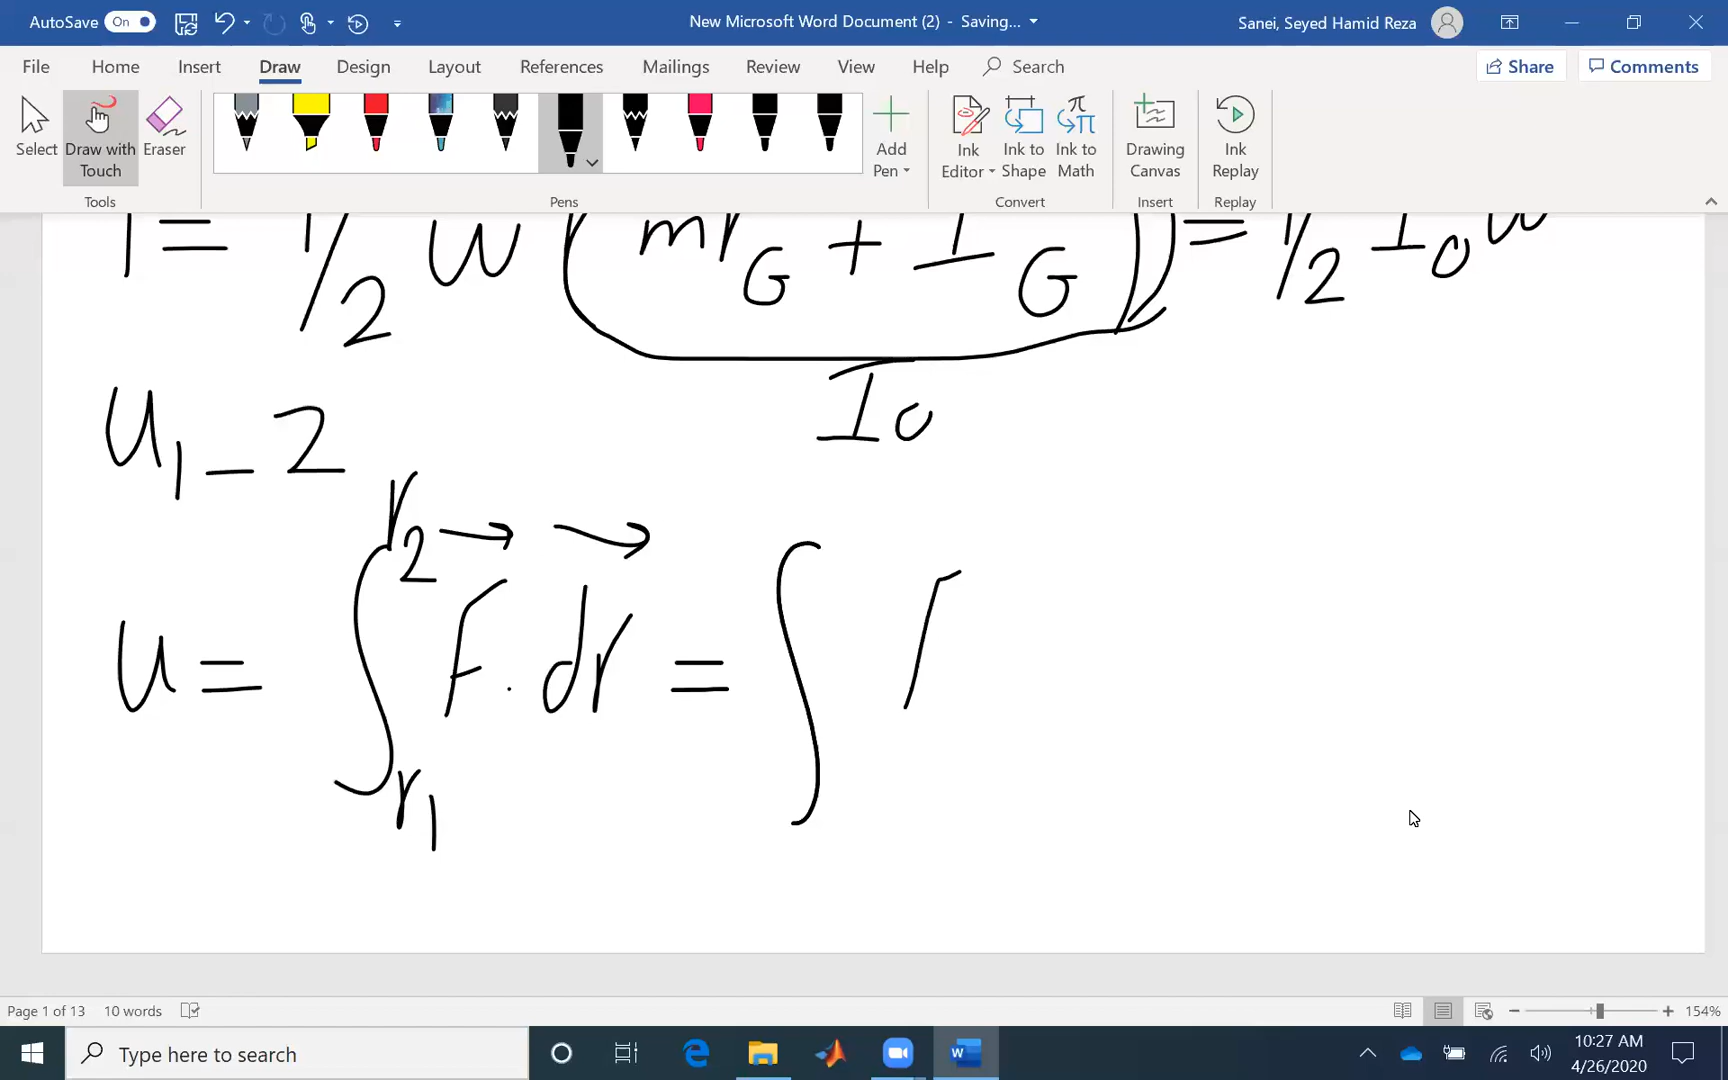 AutoSave On
New Microsoft Word Document (2) - Saving...
Sanei, Seyed Hamid Reza
File Home Insert Draw Design Layout References Mailings Review View Help Search
Share Comments
Select
Draw with Touch
Eraser
Add Pen
Ink Editor
Ink to Shape
Ink to Math
Drawing Canvas
Ink Replay
Tools Pens Convert Insert Replay
= 1/2 w (mr_G + I_G) = 1/2 I_0 w
I_0
U_1-2
U = ∫_{r_1}^{r_2} F⃗ . dr⃗ = ∫
Page 1 of 13 10 words
154%
Type here to search
10:27 AM
4/26/2020